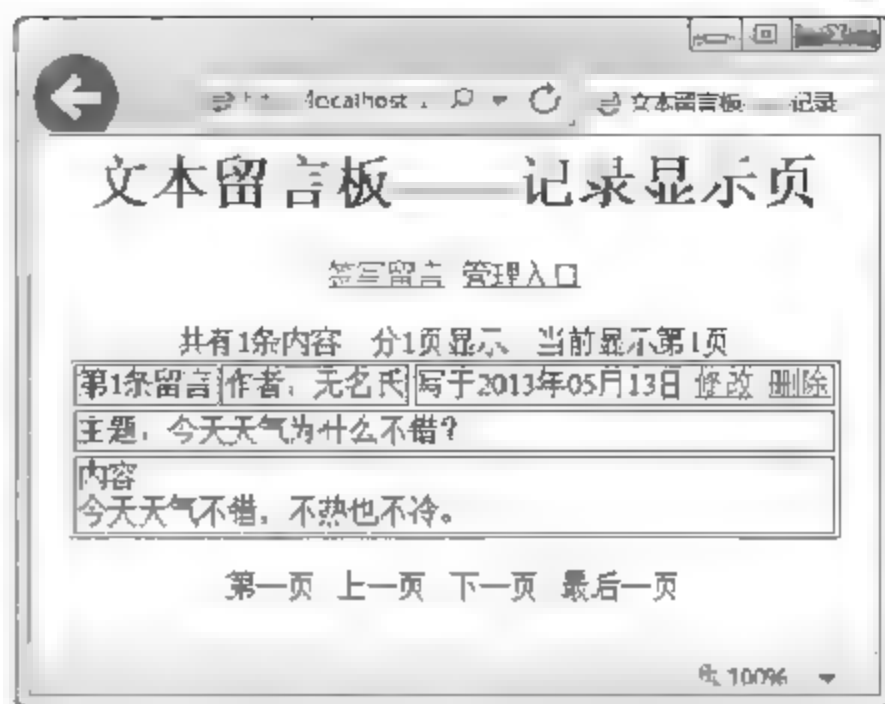 localhost
文本留言板 记录
文本留言板——记录显示页
签写留言 管理入口
共有1条内容 分1页显示 当前显示第1页
第1条留言 作者：无名氏 写于2013年05月13日 修改 删除
主题：今天天气为什么不错？
内容
今天天气不错，不热也不冷。
第一页 上一页 下一页 最后一页
100%